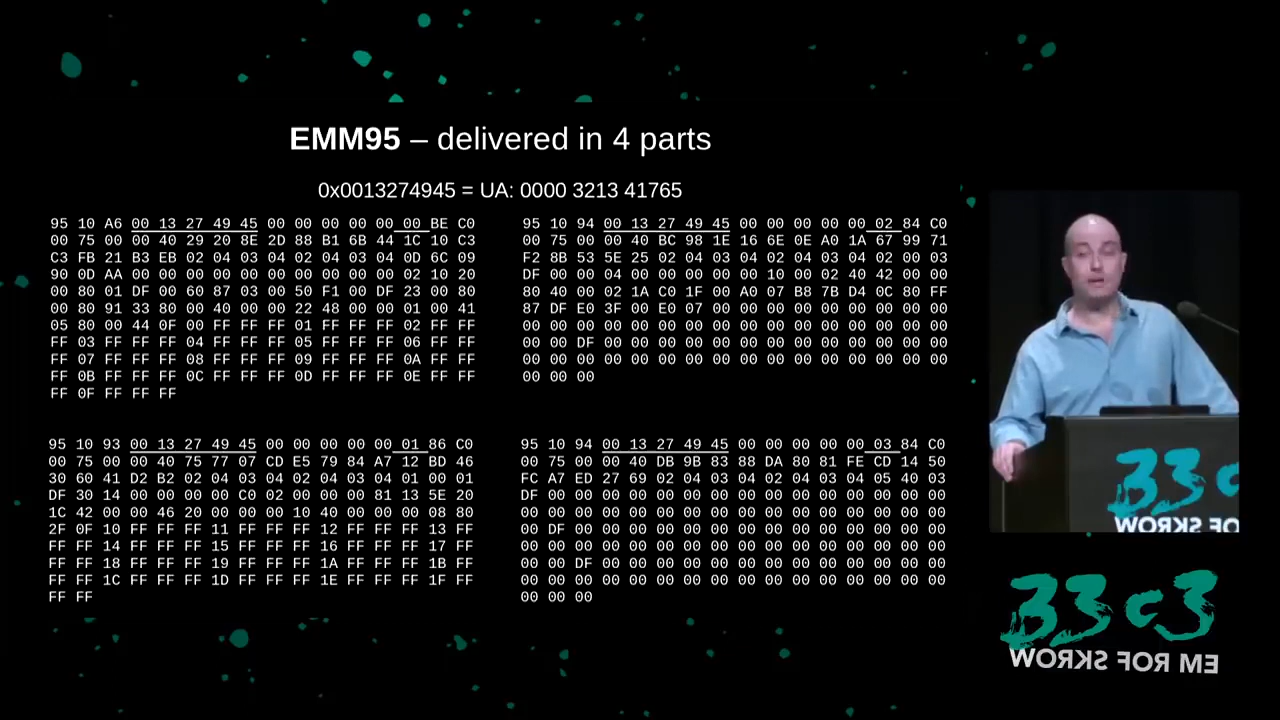 EMM95 – delivered in 4 parts
0x0013274945 = UA: 0000 3213 41765
95 10 A6 00 13 27 49 45 00 00 00 00 00 00 BE C0
00 75 00 00 40 29 20 8E 2D 88 B1 6B 44 1C 10 C3
C3 FB 21 B3 EB 02 04 03 04 02 04 03 04 0D 6C 09
90 0D AA 00 00 00 00 00 00 00 00 00 00 02 10 20
00 80 01 DF 00 60 87 03 00 50 F1 00 DF 23 00 80
00 80 91 33 80 00 40 00 00 22 48 00 00 01 00 41
05 80 00 44 0F 00 FF FF FF 01 FF FF FF 02 FF FF
FF 03 FF FF FF 04 FF FF FF 05 FF FF FF 06 FF FF
FF 07 FF FF FF 08 FF FF FF 09 FF FF FF 0A FF FF
FF 0B FF FF FF 0C FF FF FF 0D FF FF FF 0E FF FF
FF 0F FF FF FF
95 10 94 00 13 27 49 45 00 00 00 00 00 02 84 C0
00 75 00 00 40 BC 98 1E 16 6E 0E A0 1A 67 99 71
F2 8B 53 5E 25 02 04 03 04 02 04 03 04 02 00 03
DF 00 00 04 00 00 00 00 00 10 00 02 40 42 00 00
80 40 00 02 1A C0 1F 00 A0 07 B8 7B D4 0C 80 FF
87 DF E0 3F 00 E0 07 00 00 00 00 00 00 00 00 00
00 00 00 00 00 00 00 00 00 00 00 00 00 00 00 00
00 00 DF 00 00 00 00 00 00 00 00 00 00 00 00 00
00 00 00 00 00 00 00 00 00 00 00 00 00 00 00 00
00 00 00
95 10 93 00 13 27 49 45 00 00 00 00 00 01 86 C0
00 75 00 00 40 75 77 07 CD E5 79 84 A7 12 BD 46
30 60 41 D2 B2 02 04 03 04 02 04 03 04 01 00 01
DF 30 14 00 00 00 00 C0 02 00 00 00 81 13 5E 20
1C 42 00 00 46 20 00 00 00 10 40 00 00 00 08 80
2F 0F 10 FF FF FF 11 FF FF FF 12 FF FF FF 13 FF
FF FF 14 FF FF FF 15 FF FF FF 16 FF FF FF 17 FF
FF FF 18 FF FF FF 19 FF FF FF 1A FF FF FF 1B FF
FF FF 1C FF FF FF 1D FF FF FF 1E FF FF FF 1F FF
FF FF
95 10 94 00 13 27 49 45 00 00 00 00 00 03 84 C0
00 75 00 00 40 DB 9B 83 88 DA 80 81 FE CD 14 50
FC A7 ED 27 69 02 04 03 04 02 04 03 04 05 40 03
DF 00 00 00 00 00 00 00 00 00 00 00 00 00 00 00
00 00 00 00 00 00 00 00 00 00 00 00 00 00 00 00
00 DF 00 00 00 00 00 00 00 00 00 00 00 00 00 00
00 00 00 00 00 00 00 00 00 00 00 00 00 00 00 00
00 00 DF 00 00 00 00 00 00 00 00 00 00 00 00 00
00 00 00 00 00 00 00 00 00 00 00 00 00 00 00 00
00 00 00
33c
WORKS FO
33c3
WORKS FOR ME